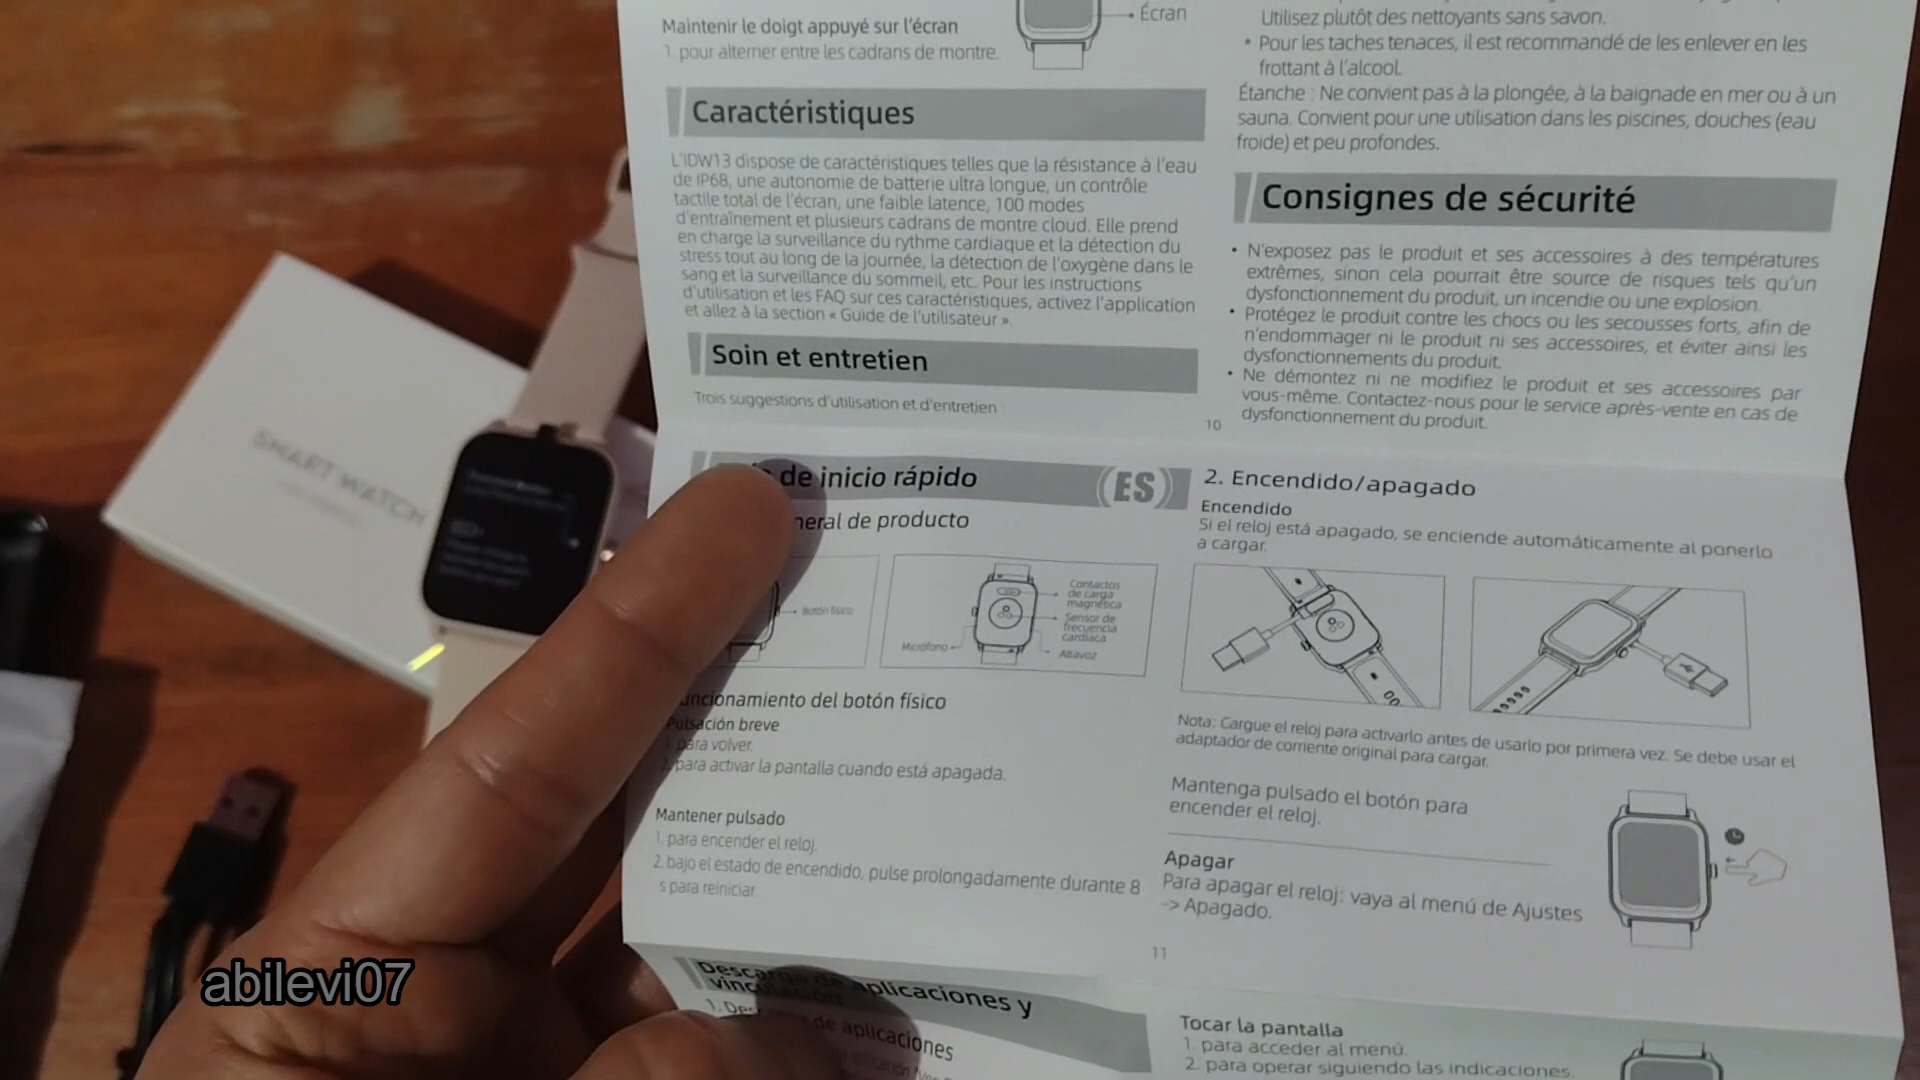 Maintenir le doigt appuyé sur l'écran
1. pour alterner entre les cadrans de montre.
Écran
Caractéristiques
L'IDW13 dispose de caractéristiques telles que la résistance à l'eau
de IP68, une autonomie de batterie ultra longue, un contrôle
tactile total de l'écran, une faible latence, 100 modes
d'entraînement et plusieurs cadrans de montre cloud. Elle prend
en charge la surveillance du rythme cardiaque et la détection du
stress tout au long de la journée, la détection de l'oxygène dans le
sang et la surveillance du sommeil, etc. Pour les instructions
d'utilisation et les FAQ sur ces caractéristiques, activez l'application
et allez à la section « Guide de l'utilisateur ».
Soin et entretien
Trois suggestions d'utilisation et d'entretien :
Utilisez plutôt des nettoyants sans savon.
• Pour les taches tenaces, il est recommandé de les enlever en les
frottant à l'alcool.
Étanche : Ne convient pas à la plongée, à la baignade en mer ou à un
sauna. Convient pour une utilisation dans les piscines, douches (eau
froide) et peu profondes.
Consignes de sécurité
• N'exposez pas le produit et ses accessoires à des températures
extrêmes, sinon cela pourrait être source de risques tels qu'un
dysfonctionnement du produit, un incendie ou une explosion.
• Protégez le produit contre les chocs ou les secousses forts, afin de
n'endommager ni le produit ni ses accessoires, et éviter ainsi les
dysfonctionnements du produit.
• Ne démontez ni ne modifiez le produit et ses accessoires par
vous-même. Contactez-nous pour le service après-vente en cas de
dysfonctionnement du produit.
10
de inicio rápido
(ES)
neral de producto
Botón físico
Contactos
de carga
magnética
Sensor de
frecuencia
cardíaca
Micrófono
Altavoz
uncionamiento del botón físico
Pulsación breve
1. para volver.
2. para activar la pantalla cuando está apagada.
Mantener pulsado
1. para encender el reloj.
2. bajo el estado de encendido, pulse prolongadamente durante 8
s para reiniciar.
2. Encendido/apagado
Encendido
Si el reloj está apagado, se enciende automáticamente al ponerlo
a cargar.
Nota: Cargue el reloj para activarlo antes de usarlo por primera vez. Se debe usar el
adaptador de corriente original para cargar.
Mantenga pulsado el botón para
encender el reloj.
Apagar
Para apagar el reloj: vaya al menú de Ajustes
-> Apagado.
11
Descarga de aplicaciones y
vinculación
de aplicaciones
Tocar la pantalla
1. para acceder al menú.
2. para operar siguiendo las indicaciones.
SMART WATCH
abilevi07